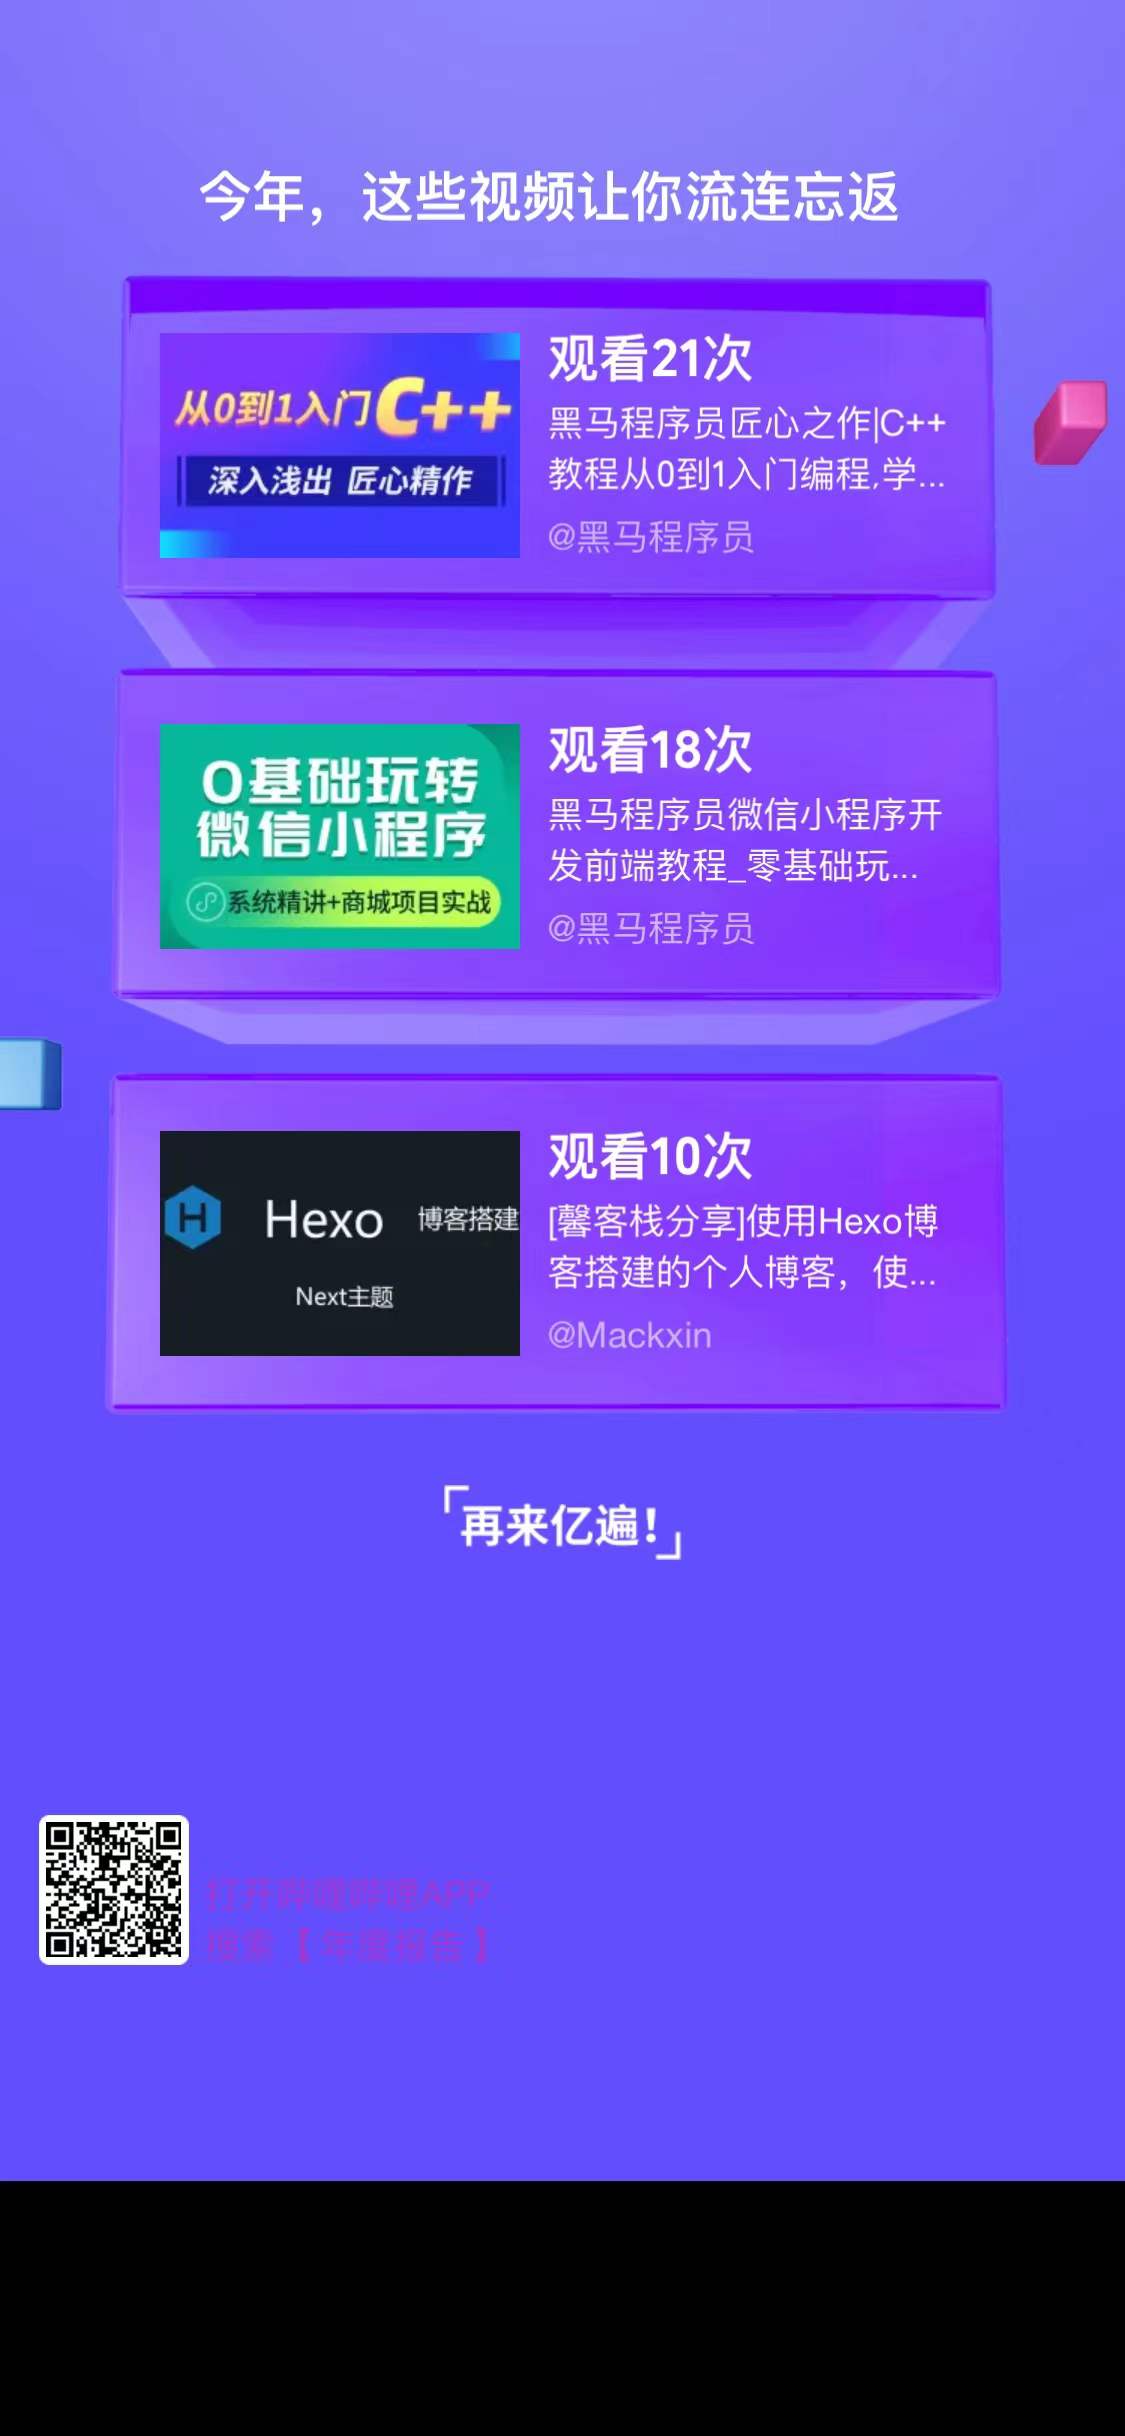 今年，这些视频让你流连忘返
从0到1入门C++
深入浅出 匠心精作
观看21次
黑马程序员匠心之作|C++
教程从0到1入门编程,学...
@黑马程序员
0基础玩转
微信小程序
系统精讲+商城项目实战
观看18次
黑马程序员微信小程序开
发前端教程_零基础玩...
@黑马程序员
Hexo 博客搭建
Next主题
观看10次
[馨客栈分享]使用Hexo博
客搭建的个人博客，使...
@Mackxin
「再来亿遍！」
打开哔哩哔哩APP
搜索【年度报告】